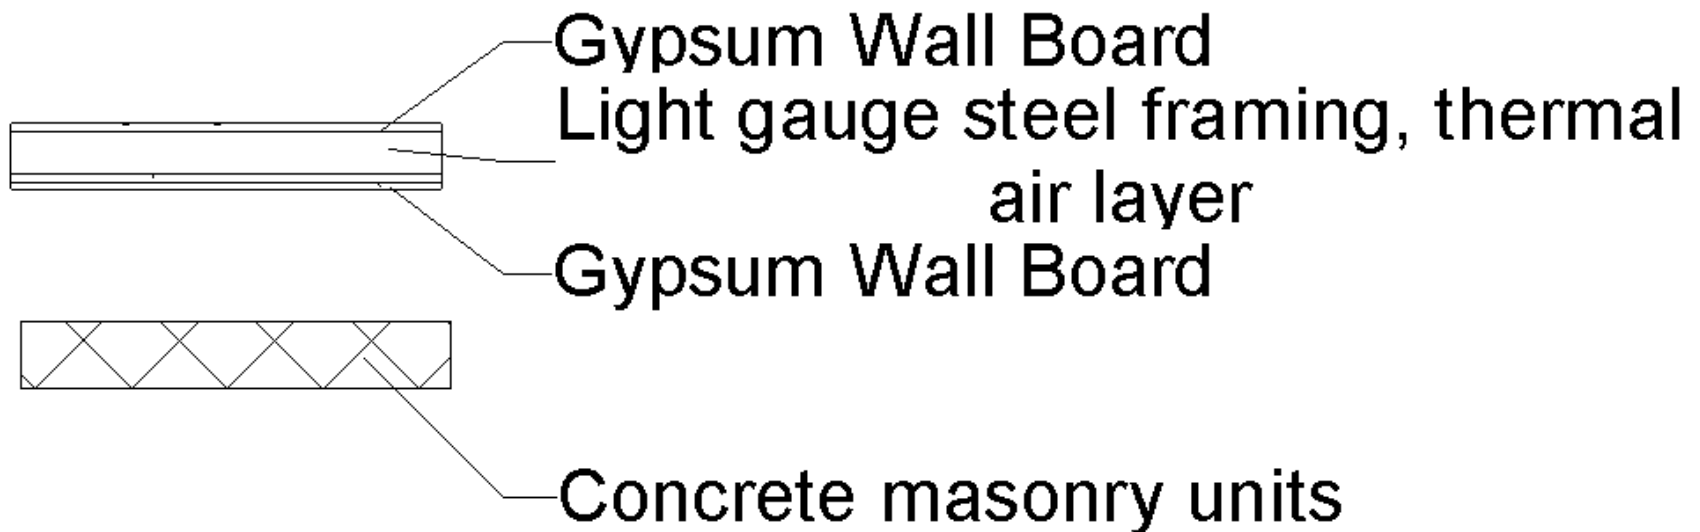 Gypsum Wall Board
Light gauge steel framing, thermal
air layer
Gypsum Wall Board
Concrete masonry units